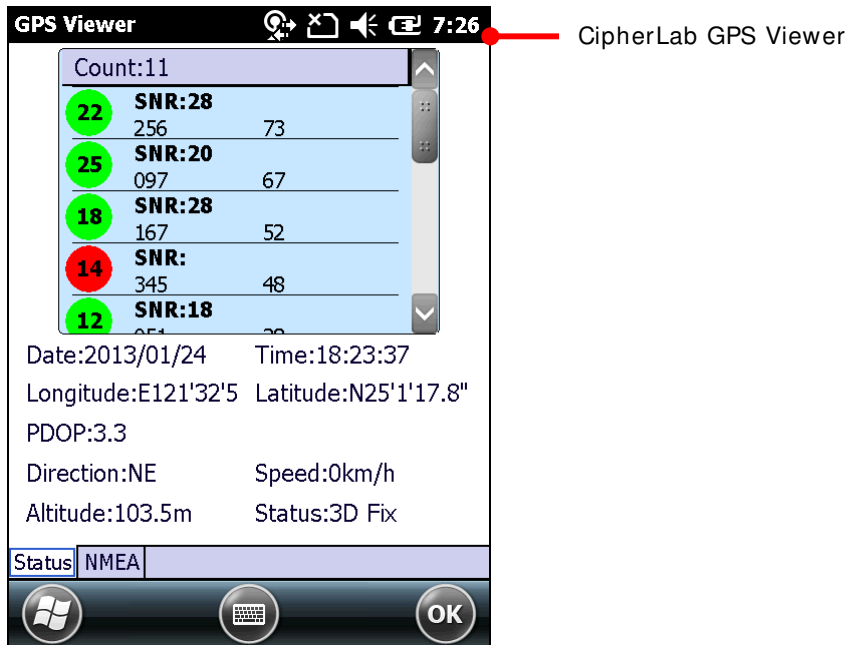 GPS Viewer 7:26
CipherLab GPS Viewer
Count:11
22 SNR:28
256 73
25 SNR:20
097 67
18 SNR:28
167 52
14 SNR:
345 48
12 SNR:18
Date:2013/01/24 Time:18:23:37
Longitude:E121'32'5 Latitude:N25'1'17.8"
PDOP:3.3
Direction:NE Speed:0km/h
Altitude:103.5m Status:3D Fix
Status NMEA
OK